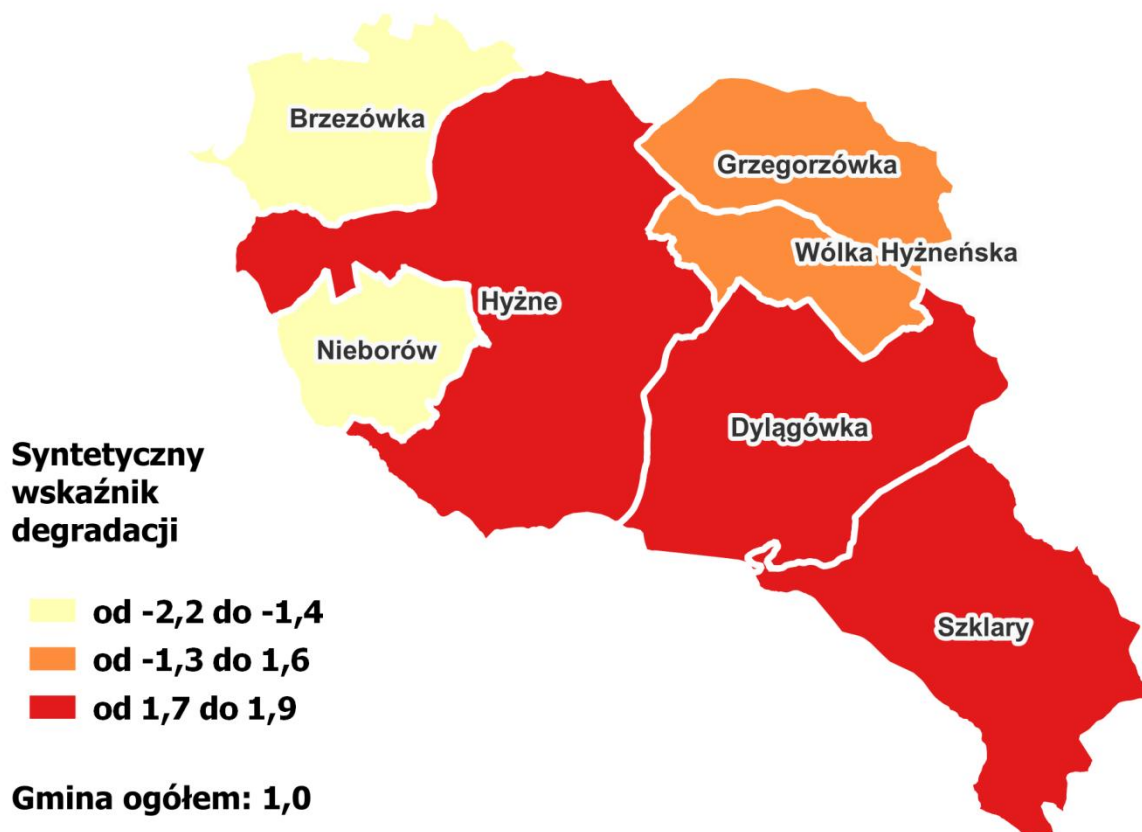 Brzezówka
Grzegorzówka
Wólka Hyżneńska
Hyżne
Nieborów
Dylągówka
Szklary
Syntetyczny
wskaźnik
degradacji
od -2,2 do -1,4
od -1,3 do 1,6
od 1,7 do 1,9
Gmina ogółem: 1,0